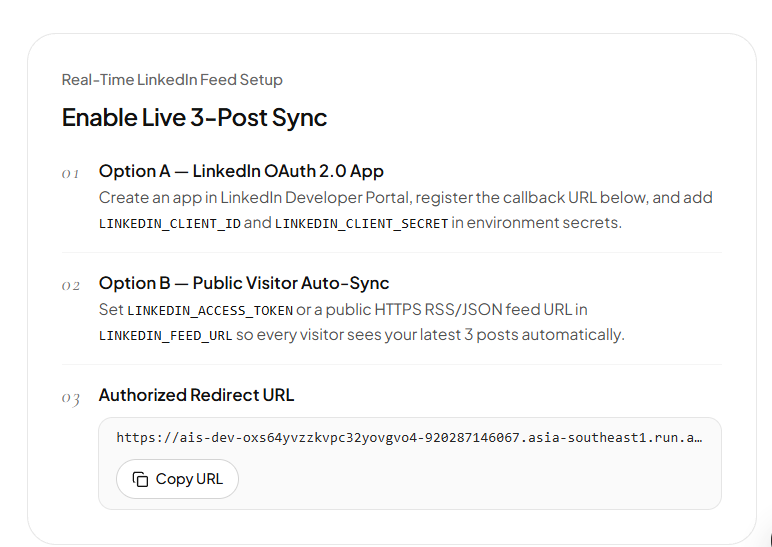 Real-Time LinkedIn Feed Setup
Enable Live 3-Post Sync
01 Option A — LinkedIn OAuth 2.0 App
Create an app in LinkedIn Developer Portal, register the callback URL below, and add
LINKEDIN_CLIENT_ID and LINKEDIN_CLIENT_SECRET in environment secrets.
02 Option B — Public Visitor Auto-Sync
Set LINKEDIN_ACCESS_TOKEN or a public HTTPS RSS/JSON feed URL in
LINKEDIN_FEED_URL so every visitor sees your latest 3 posts automatically.
03 Authorized Redirect URL
https://ais-dev-oxs64yvzzkvpc32yovgvo4-920287146067.asia-southeast1.run.a…
Copy URL